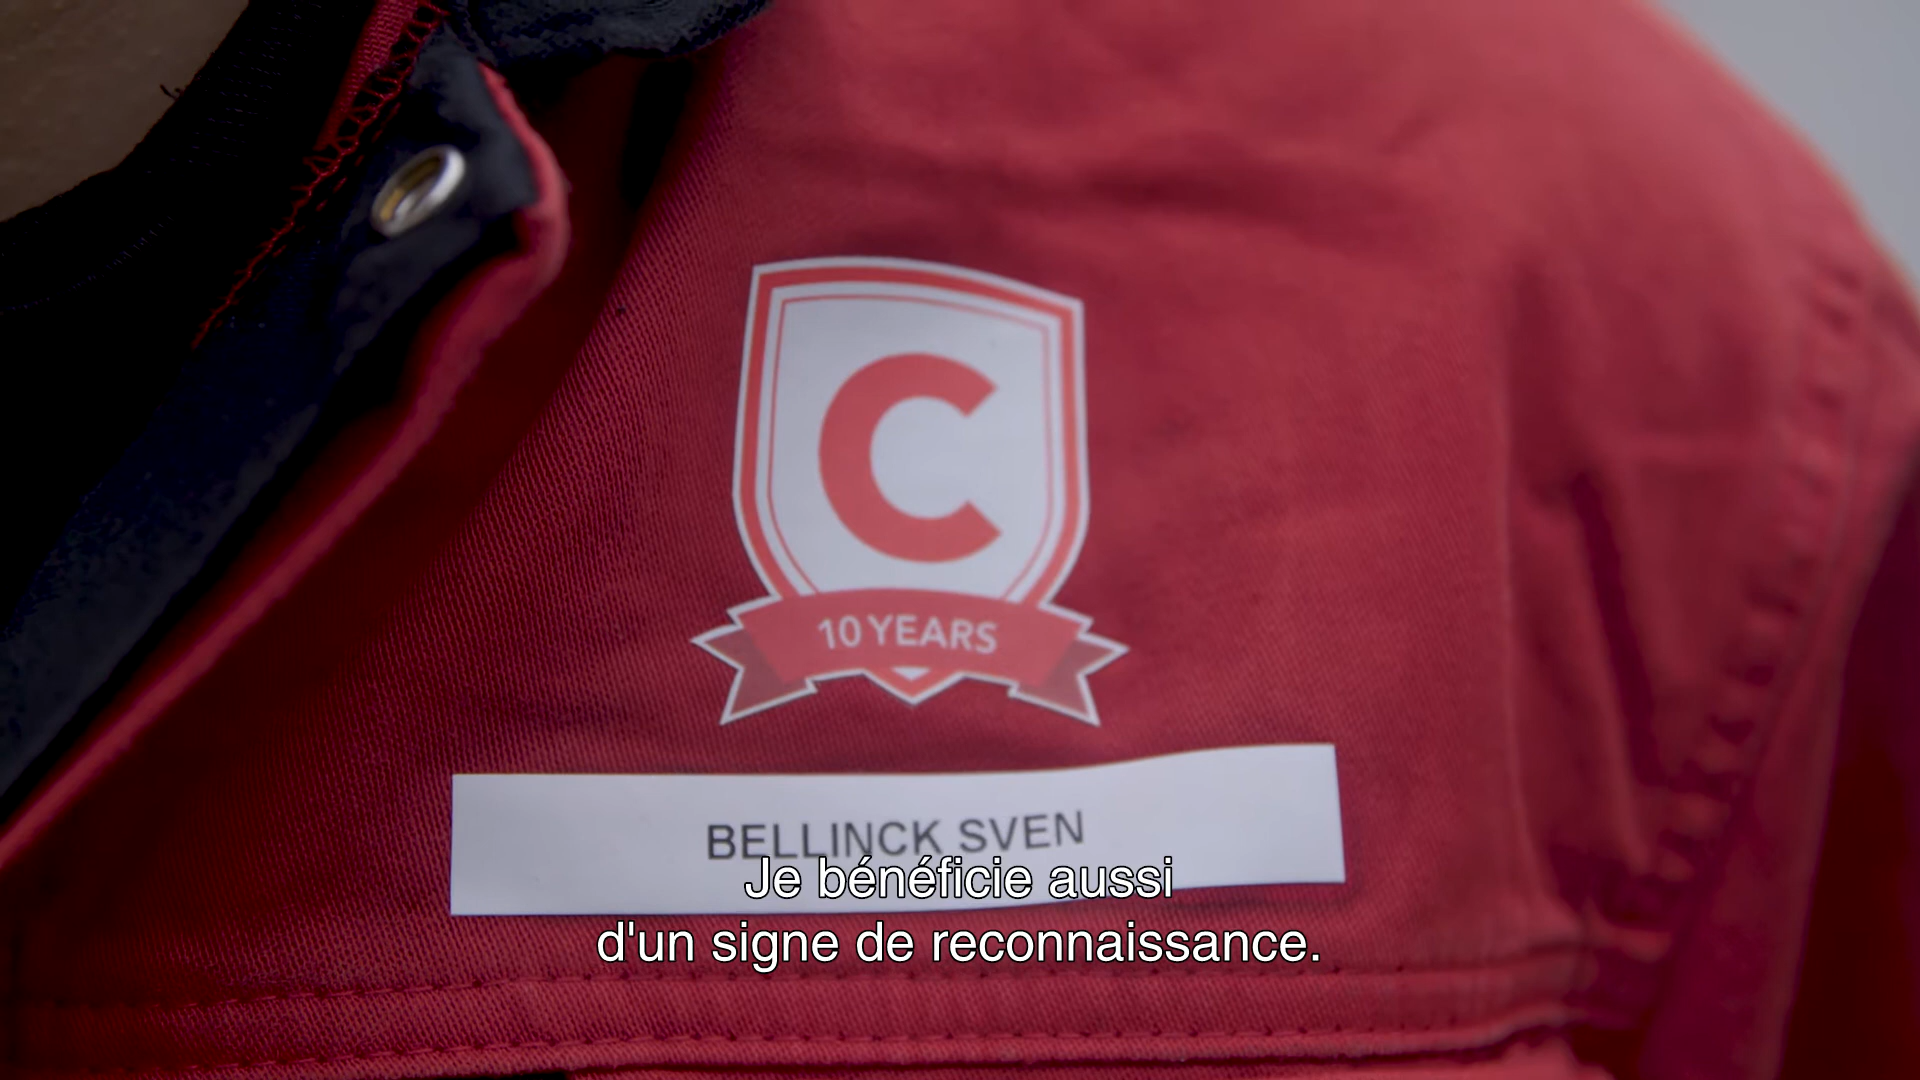 C
10 YEARS
BELLINCK SVEN
Je bénéficie aussi
d'un signe de reconnaissance.